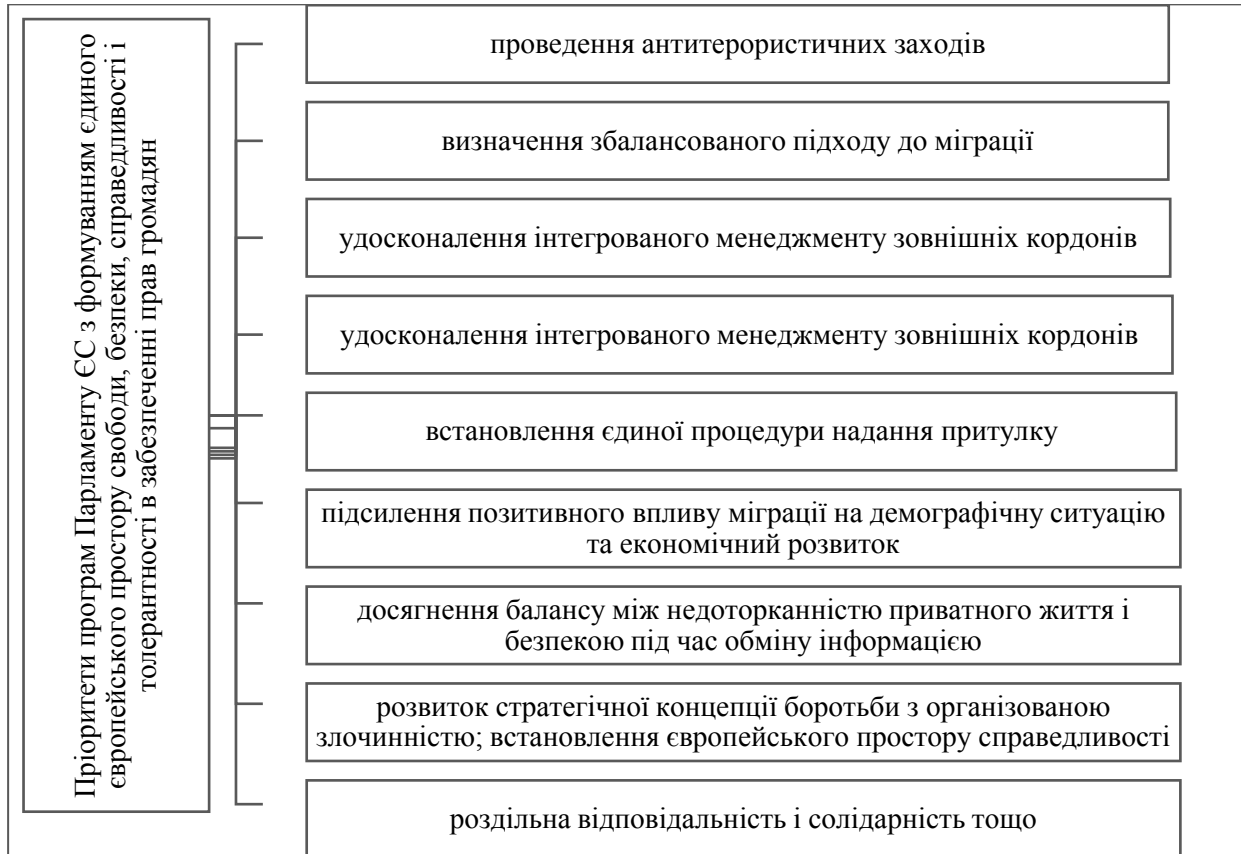 Пріоритети програм Парламенту ЄС з формуванням єдиного
європейського простору свободи, безпеки, справедливості і
толерантності в забезпеченні прав громадян
проведення антитерористичних заходів
визначення збалансованого підходу до міграції
удосконалення інтегрованого менеджменту зовнішніх кордонів
удосконалення інтегрованого менеджменту зовнішніх кордонів
встановлення єдиної процедури надання притулку
підсилення позитивного впливу міграції на демографічну ситуацію
та економічний розвиток
досягнення балансу між недоторканністю приватного життя і
безпекою під час обміну інформацією
розвиток стратегічної концепції боротьби з організованою
злочинністю; встановлення європейського простору справедливості
роздільна відповідальність і солідарність тощо